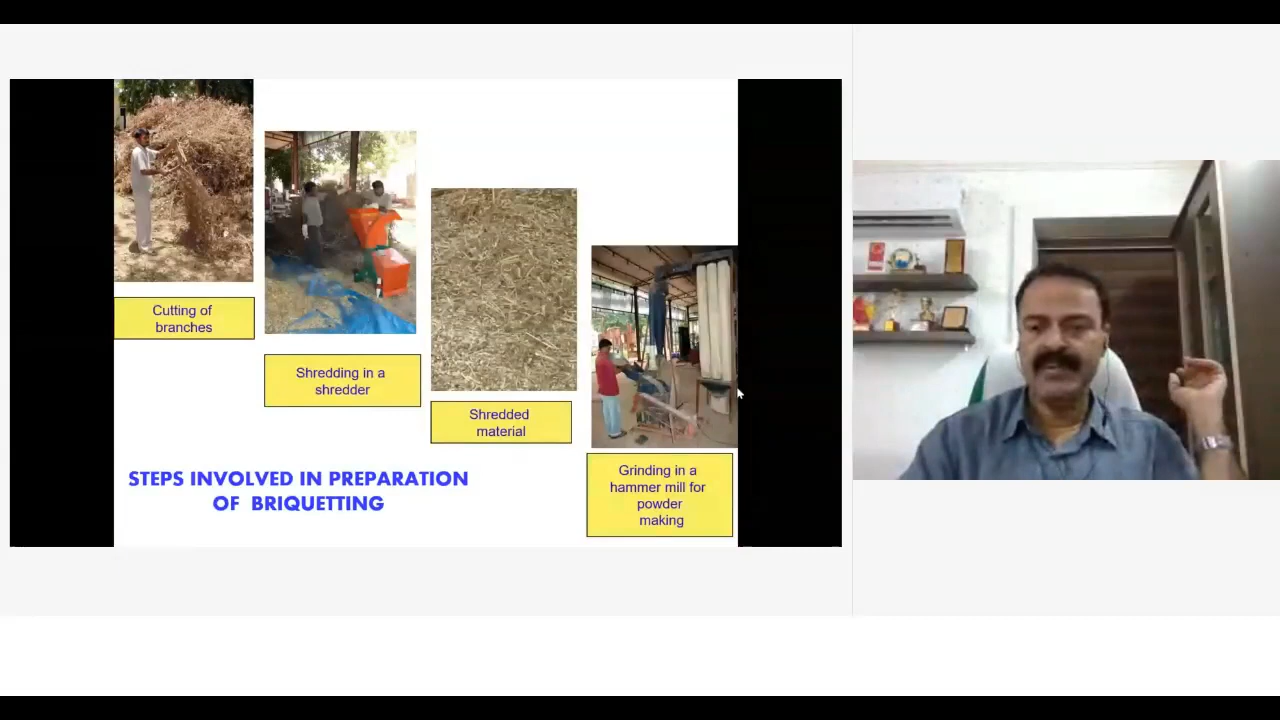 Cutting of
branches
Shredding in a
shredder
Shredded
material
Grinding in a
hammer mill for
powder
making
STEPS INVOLVED IN PREPARATION
OF BRIQUETTING